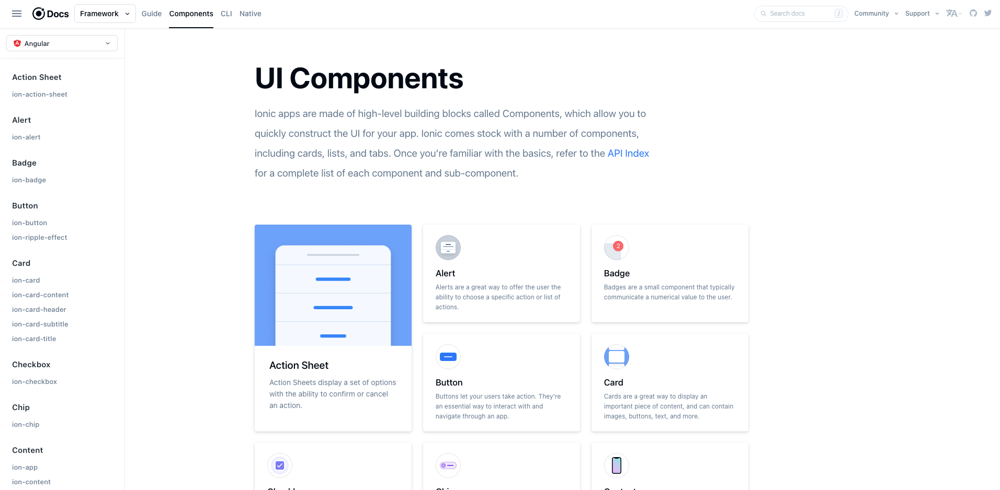 Docs
Framework
Guide
Components
CLI
Native
Search docs
/
Community
Support
Angular
Action Sheet
ion-action-sheet
Alert
ion-alert
Badge
ion-badge
Button
ion-button
ion-ripple-effect
Card
ion-card
ion-card-content
ion-card-header
ion-card-subtitle
ion-card-title
Checkbox
ion-checkbox
Chip
ion-chip
Content
ion-app
ion-content
UI Components
Ionic apps are made of high-level building blocks called Components, which allow you to
quickly construct the UI for your app. Ionic comes stock with a number of components,
including cards, lists, and tabs. Once you’re familiar with the basics, refer to the API Index
for a complete list of each component and sub-component.
Action Sheet
Action Sheets display a set of options
with the ability to confirm or cancel
an action.
Alert
Alerts are a great way to offer the user the
ability to choose a specific action or list of
actions.
2
Badge
Badges are a small component that typically
communicate a numerical value to the user.
Button
Buttons let your users take action. They're
an essential way to interact with and
navigate through an app.
Card
Cards are a great way to display an
important piece of content, and can contain
images, buttons, text, and more.